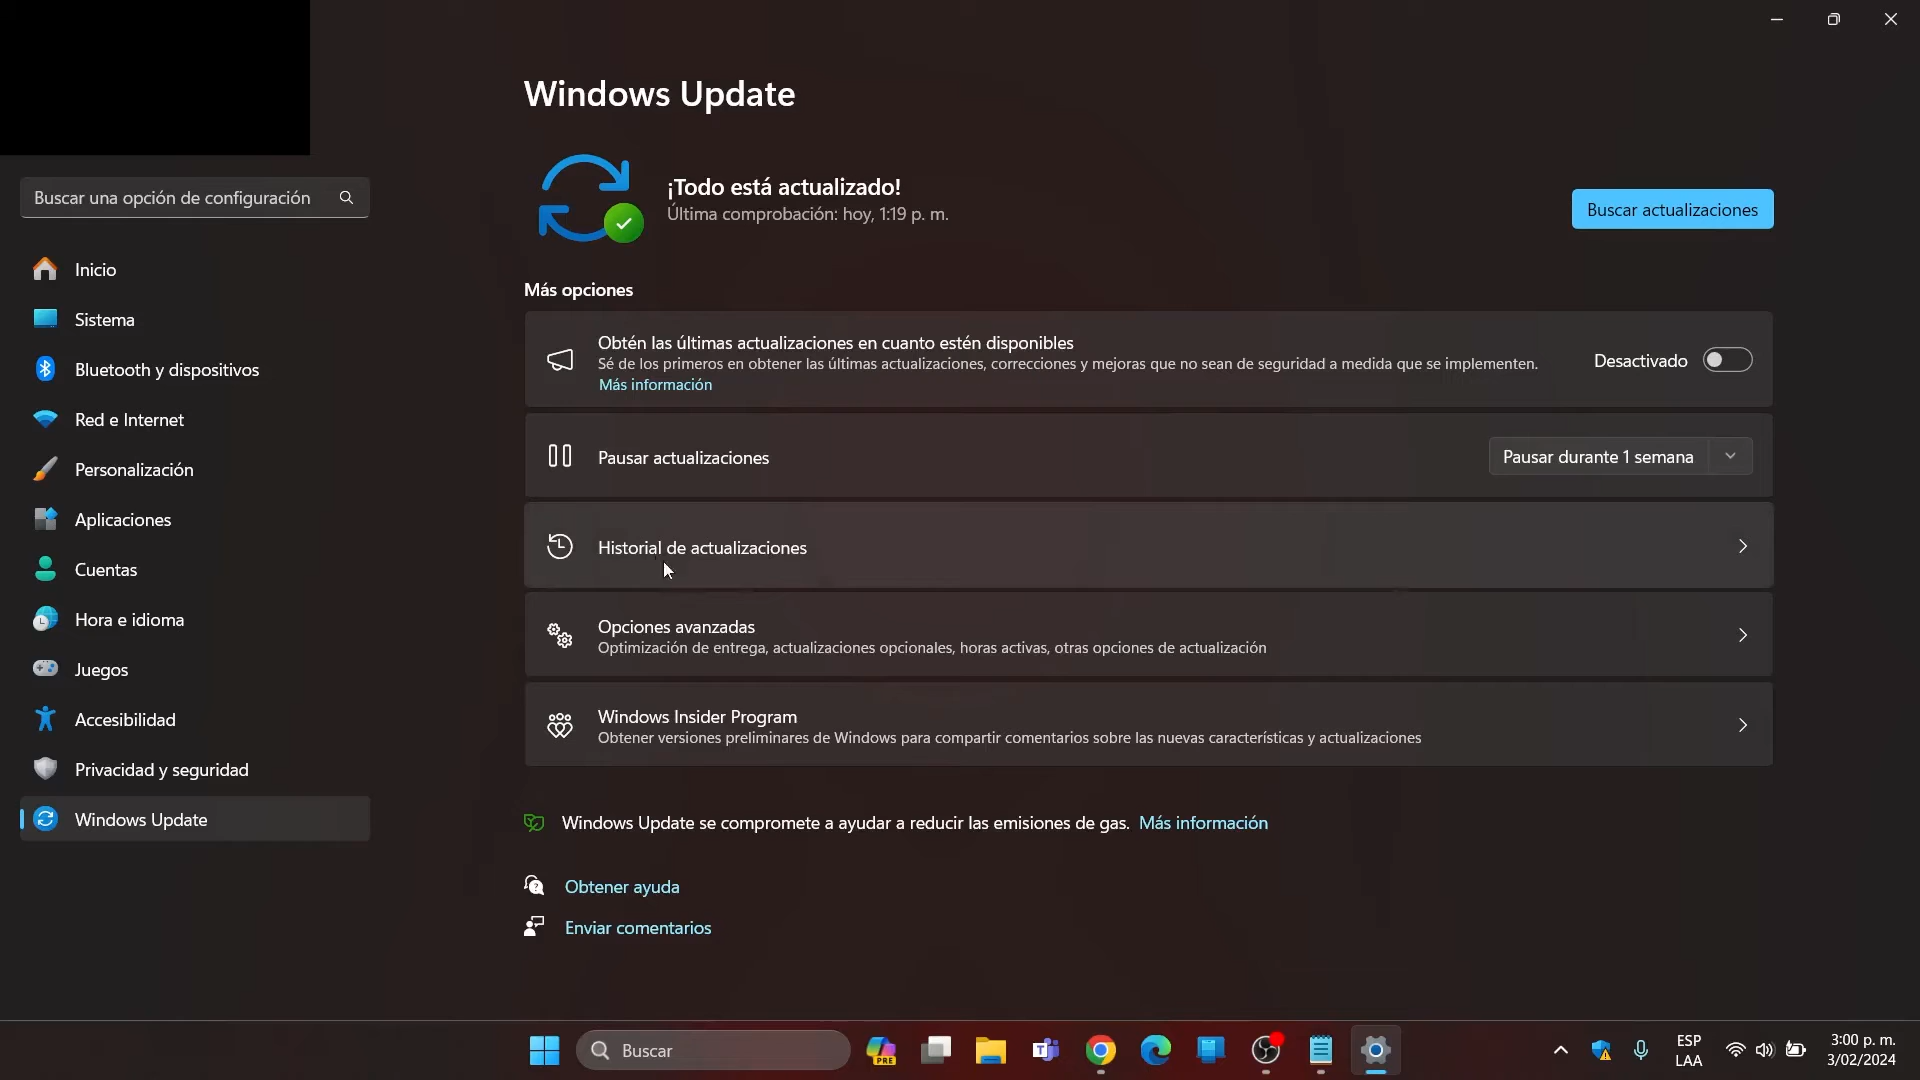 Windows Update
¡Todo está actualizado!
Última comprobación: hoy, 1:19 p. m.
Buscar actualizaciones
Buscar una opción de configuración
Inicio
Sistema
Bluetooth y dispositivos
Red e Internet
Personalización
Aplicaciones
Cuentas
Hora e idioma
Juegos
Accesibilidad
Privacidad y seguridad
Windows Update
Más opciones
Obtén las últimas actualizaciones en cuanto estén disponibles
Sé de los primeros en obtener las últimas actualizaciones, correcciones y mejoras que no sean de seguridad a medida que se implementen.
Más información
Desactivado
Pausar actualizaciones
Pausar durante 1 semana
Historial de actualizaciones
Opciones avanzadas
Optimización de entrega, actualizaciones opcionales, horas activas, otras opciones de actualización
Windows Insider Program
Obtener versiones preliminares de Windows para compartir comentarios sobre las nuevas características y actualizaciones
Windows Update se compromete a ayudar a reducir las emisiones de gas. Más información
Obtener ayuda
Enviar comentarios
Buscar
PRE
ESP
LAA
3:00 p. m.
3/02/2024